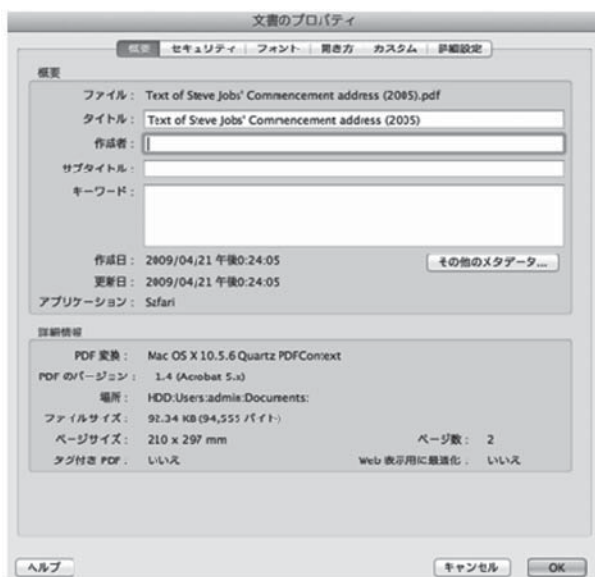 文書のプロパティ
概要 セキュリティ フォント 開き方 カスタム 詳細設定
概要
ファイル： Text of Steve Jobs' Commencement address (2005).pdf
タイトル： Text of Steve Jobs' Commencement address (2005)
作成者：
サブタイトル：
キーワード：
作成日： 2009/04/21 午後0:24:05
その他のメタデータ...
更新日： 2009/04/21 午後0:24:05
アプリケーション： Safari
詳細情報
PDF 変換： Mac OS X 10.5.6 Quartz PDFContext
PDF のバージョン： 1.4 (Acrobat 5.x)
場所： HDD:Users:admin:Documents:
ファイルサイズ： 92.34 KB (94,555 バイト)
ページサイズ： 210 x 297 mm ページ数： 2
タグ付き PDF： いいえ Web 表示用に最適化： いいえ
ヘルプ キャンセル OK